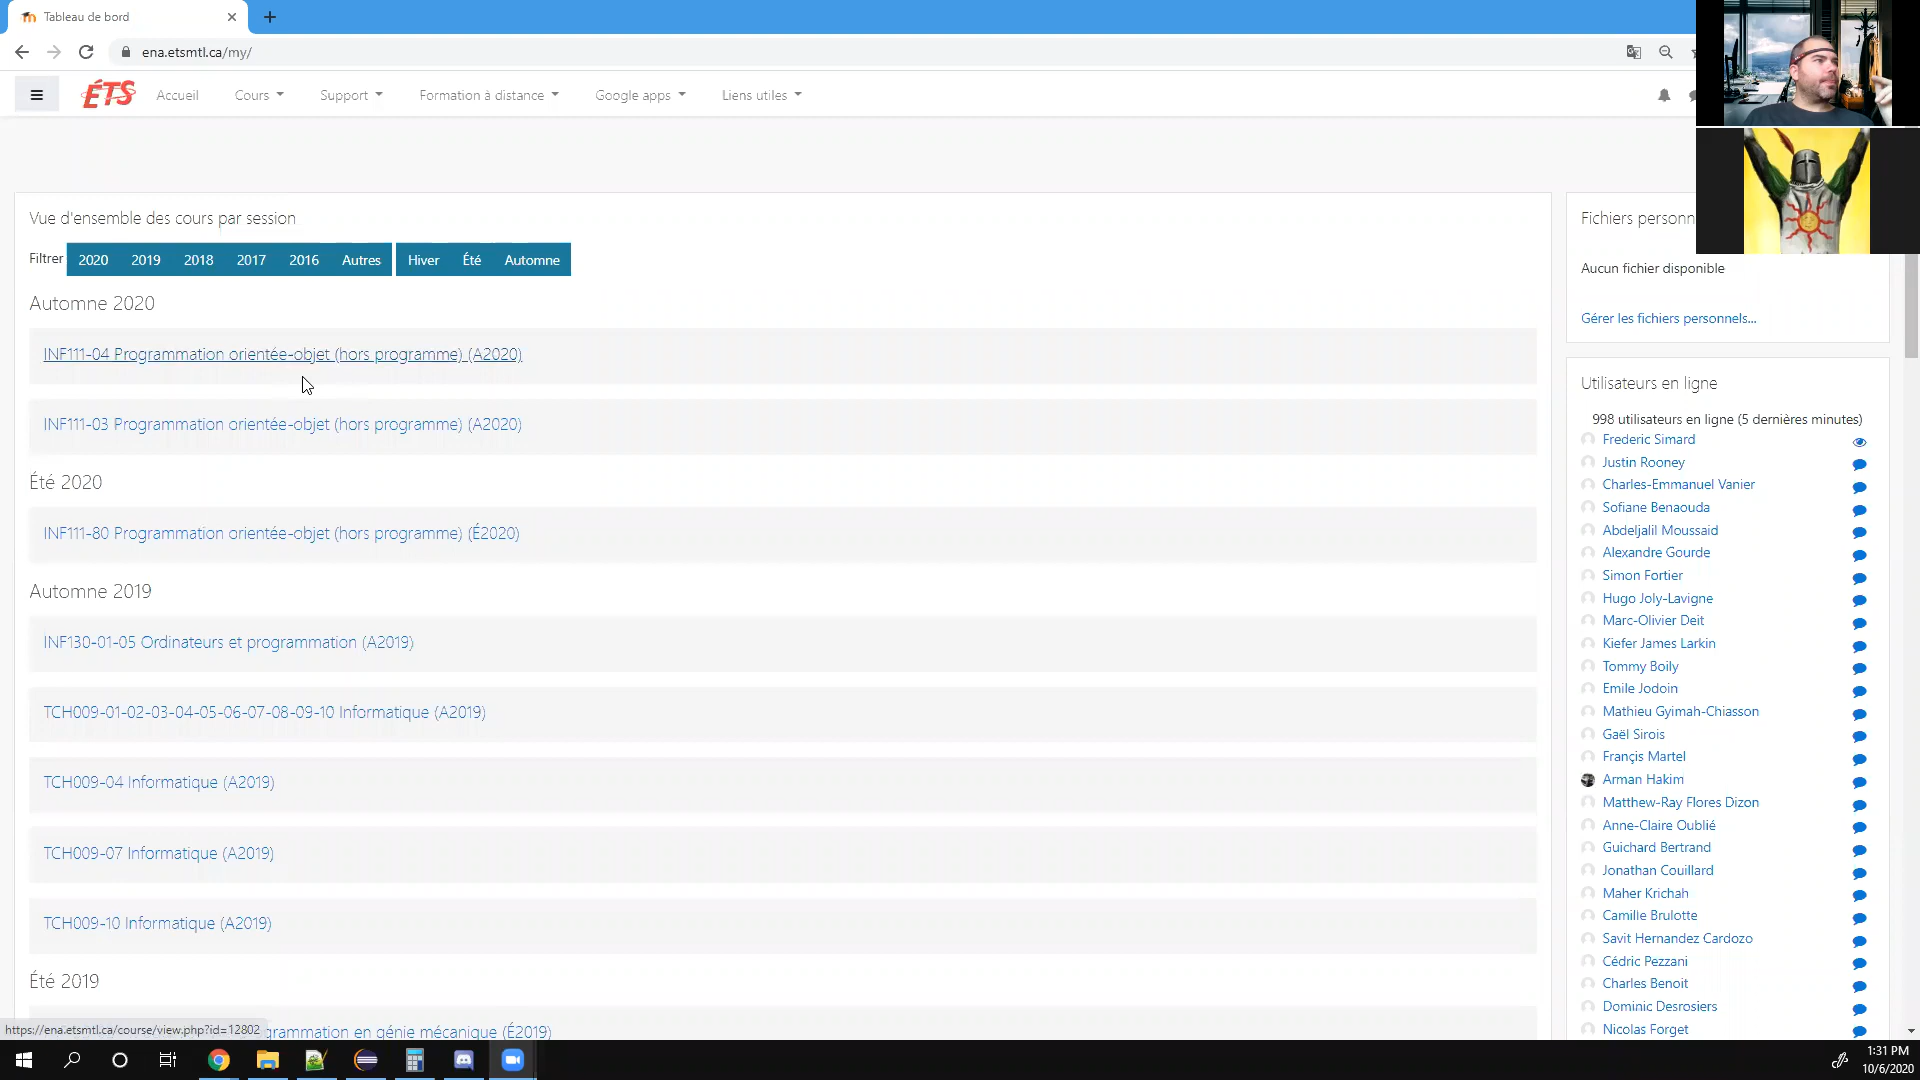 Tableau de bord
ena.etsmtl.ca/my/
ÉTS Accueil Cours Support Formation à distance Google apps Liens utiles
Vue d'ensemble des cours par session
Filtrer 2020 2019 2018 2017 2016 Autres Hiver Été Automne
Automne 2020
INF111-04 Programmation orientée-objet (hors programme) (A2020)
INF111-03 Programmation orientée-objet (hors programme) (A2020)
Été 2020
INF111-80 Programmation orientée-objet (hors programme) (É2020)
Automne 2019
INF130-01-05 Ordinateurs et programmation (A2019)
TCH009-01-02-03-04-05-06-07-08-09-10 Informatique (A2019)
TCH009-04 Informatique (A2019)
TCH009-07 Informatique (A2019)
TCH009-10 Informatique (A2019)
Été 2019
grammation en génie mécanique (É2019)
https://ena.etsmtl.ca/course/view.php?id=12802
Fichiers personn
Aucun fichier disponible
Gérer les fichiers personnels...
Utilisateurs en ligne
998 utilisateurs en ligne (5 dernières minutes)
Frederic Simard
Justin Rooney
Charles-Emmanuel Vanier
Sofiane Benaouda
Abdeljalil Moussaid
Alexandre Gourde
Simon Fortier
Hugo Joly-Lavigne
Marc-Olivier Deit
Kiefer James Larkin
Tommy Boily
Emile Jodoin
Mathieu Gyimah-Chiasson
Gaël Sirois
Françis Martel
Arman Hakim
Matthew-Ray Flores Dizon
Anne-Claire Oublié
Guichard Bertrand
Jonathan Couillard
Maher Krichah
Camille Brulotte
Savit Hernandez Cardozo
Cédric Pezzani
Charles Benoit
Dominic Desrosiers
Nicolas Forget
1:31 PM
10/6/2020